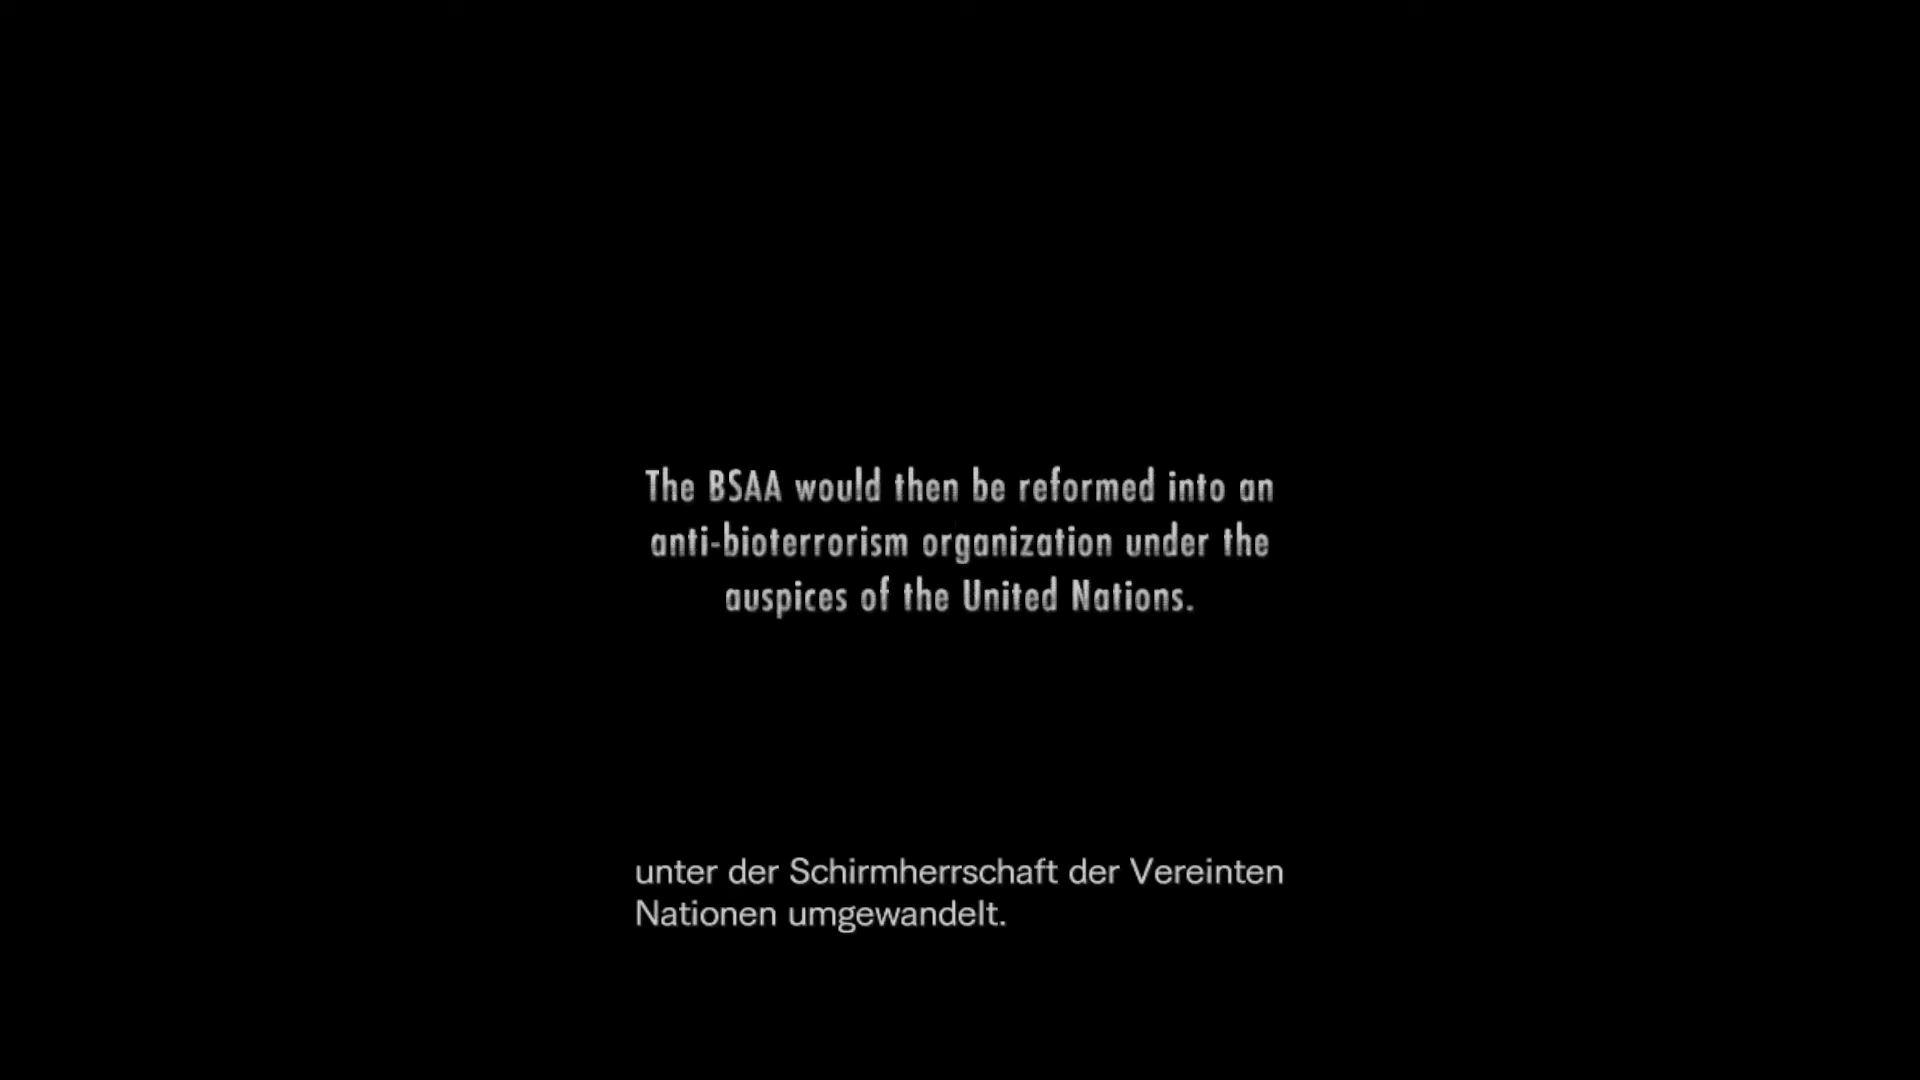 The BSAA would then be reformed into an
anti-bioterrorism organization under the
auspices of the United Nations.
unter der Schirmherrschaft der Vereinten
Nationen umgewandelt.